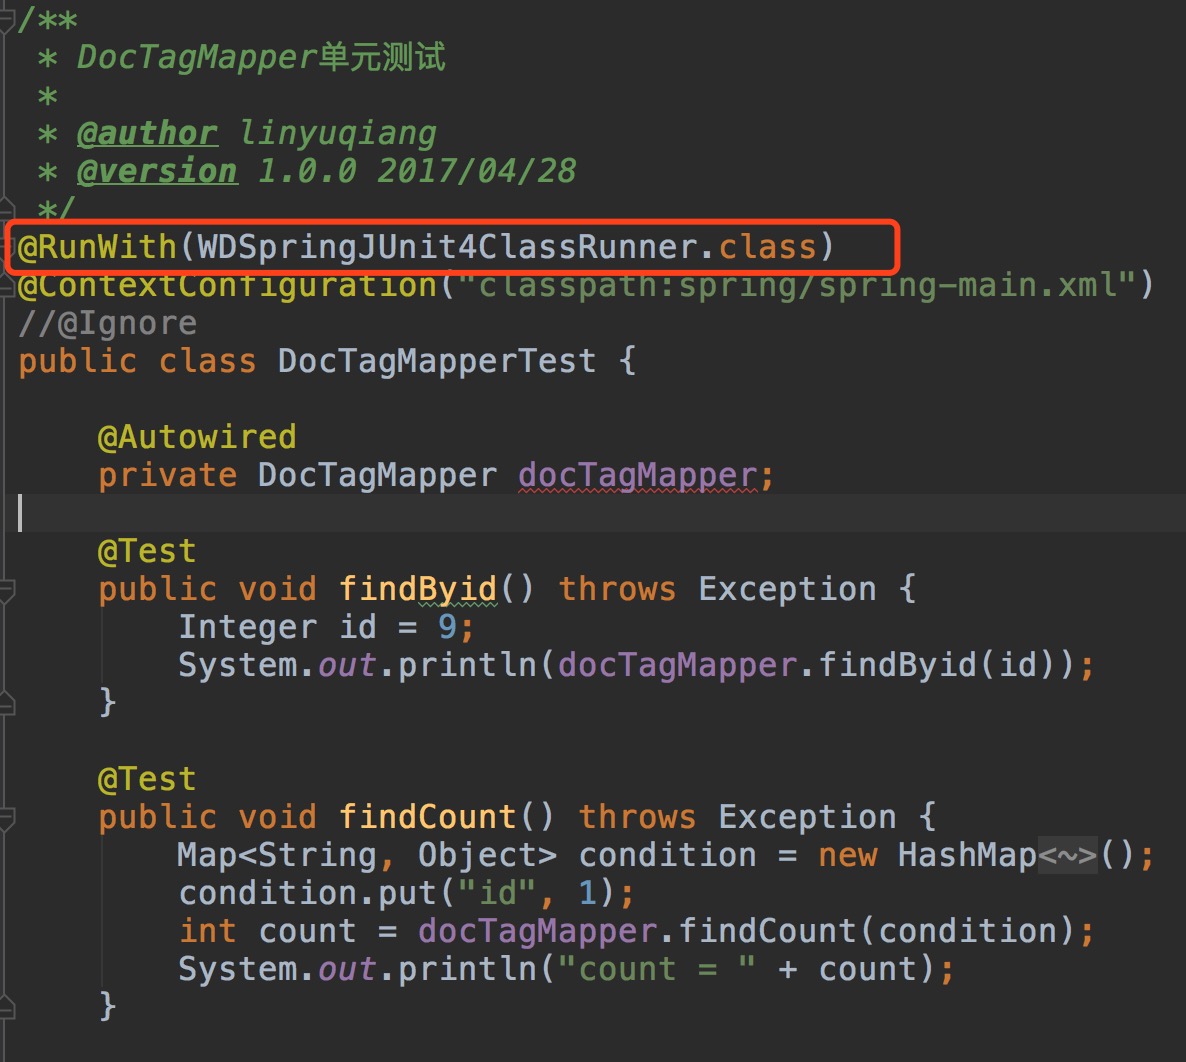 /**
 * DocTagMapper单元测试
 *
 * @author linyuqiang
 * @version 1.0.0 2017/04/28
 */
@RunWith(WDSpringJUnit4ClassRunner.class)
@ContextConfiguration("classpath:spring/spring-main.xml")
//@Ignore
public class DocTagMapperTest {

    @Autowired
    private DocTagMapper docTagMapper;

    @Test
    public void findByid() throws Exception {
        Integer id = 9;
        System.out.println(docTagMapper.findByid(id));
    }

    @Test
    public void findCount() throws Exception {
        Map<String, Object> condition = new HashMap<~>();
        condition.put("id", 1);
        int count = docTagMapper.findCount(condition);
        System.out.println("count = " + count);
    }